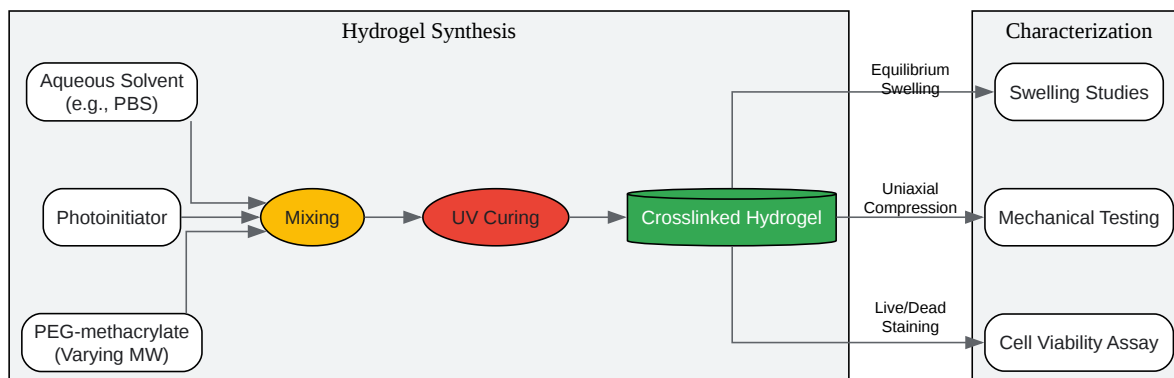 Hydrogel Synthesis
Aqueous Solvent
(e.g., PBS)
Photoinitiator
PEG-methacrylate
(Varying MW)
Mixing
UV Curing
Crosslinked Hydrogel
Equilibrium
Swelling
Uniaxial
Compression
Live/Dead
Staining
Characterization
Swelling Studies
Mechanical Testing
Cell Viability Assay